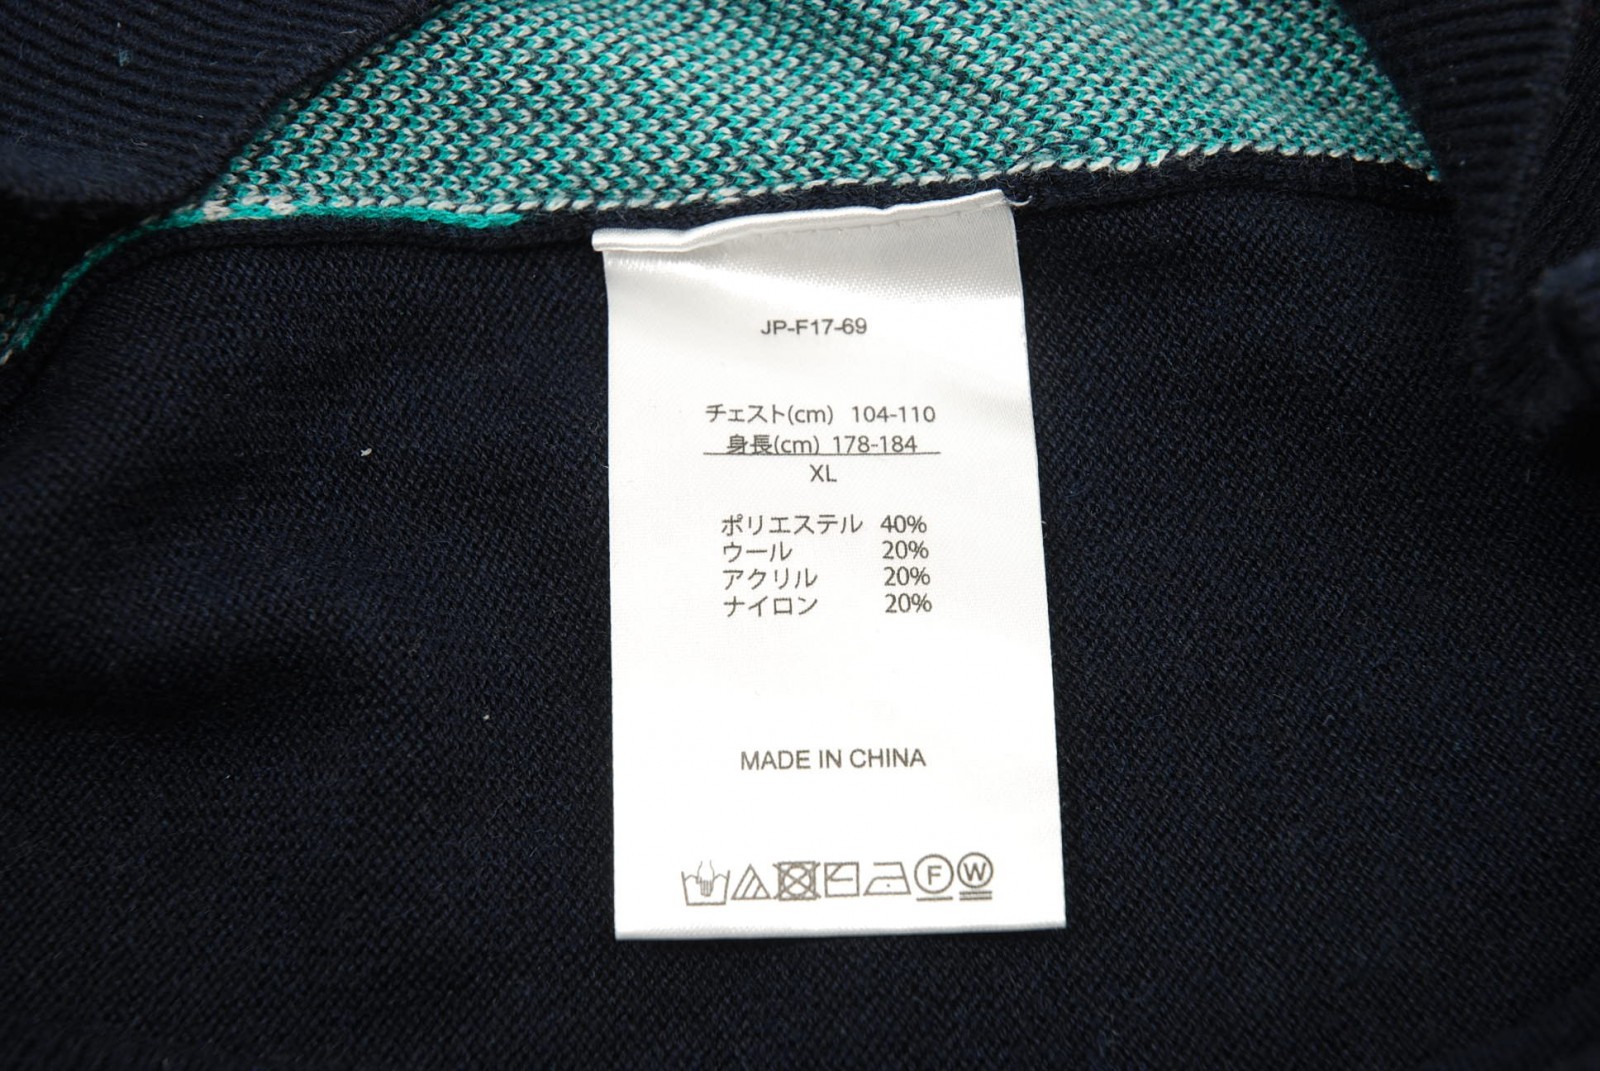 JP-F17-69
チェスト(cm) 104-110
身長(cm) 178-184
XL
ポリエステル 40%
ウール 20%
アクリル 20%
ナイロン 20%
MADE IN CHINA
F W